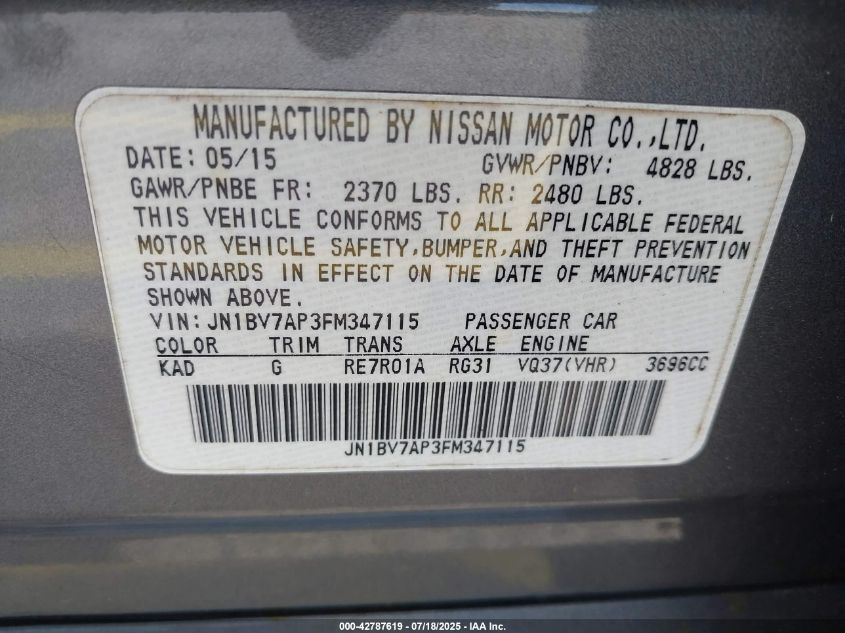 MANUFACTURED BY NISSAN MOTOR CO.,LTD.
DATE: 05/15 GVWR/PNBV: 4828 LBS.
GAWR/PNBE FR: 2370 LBS. RR: 2480 LBS.
THIS VEHICLE CONFORMS TO ALL APPLICABLE FEDERAL
MOTOR VEHICLE SAFETY,BUMPER,AND THEFT PREVENTION
STANDARDS IN EFFECT ON THE DATE OF MANUFACTURE
SHOWN ABOVE.
VIN: JN1BV7AP3FM347115 PASSENGER CAR
COLOR TRIM TRANS AXLE ENGINE
KAD G RE7R01A RG31 VQ37(VHR) 3696CC
JN1BV7AP3FM347115
000-42787619 - 07/18/2025 - IAA Inc.